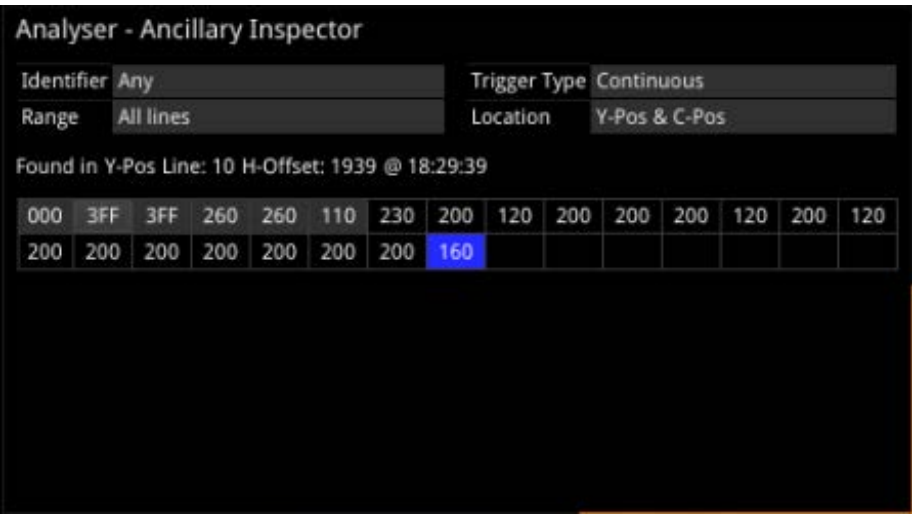 Analyser - Ancillary Inspector
Identifier Any Trigger Type Continuous
Range All lines Location Y-Pos & C-Pos
Found in Y-Pos Line: 10 H-Offset: 1939 @ 18:29:39
000 3FF 3FF 260 260 110 230 200 120 200 200 200 120 200 120
200 200 200 200 200 200 200 160